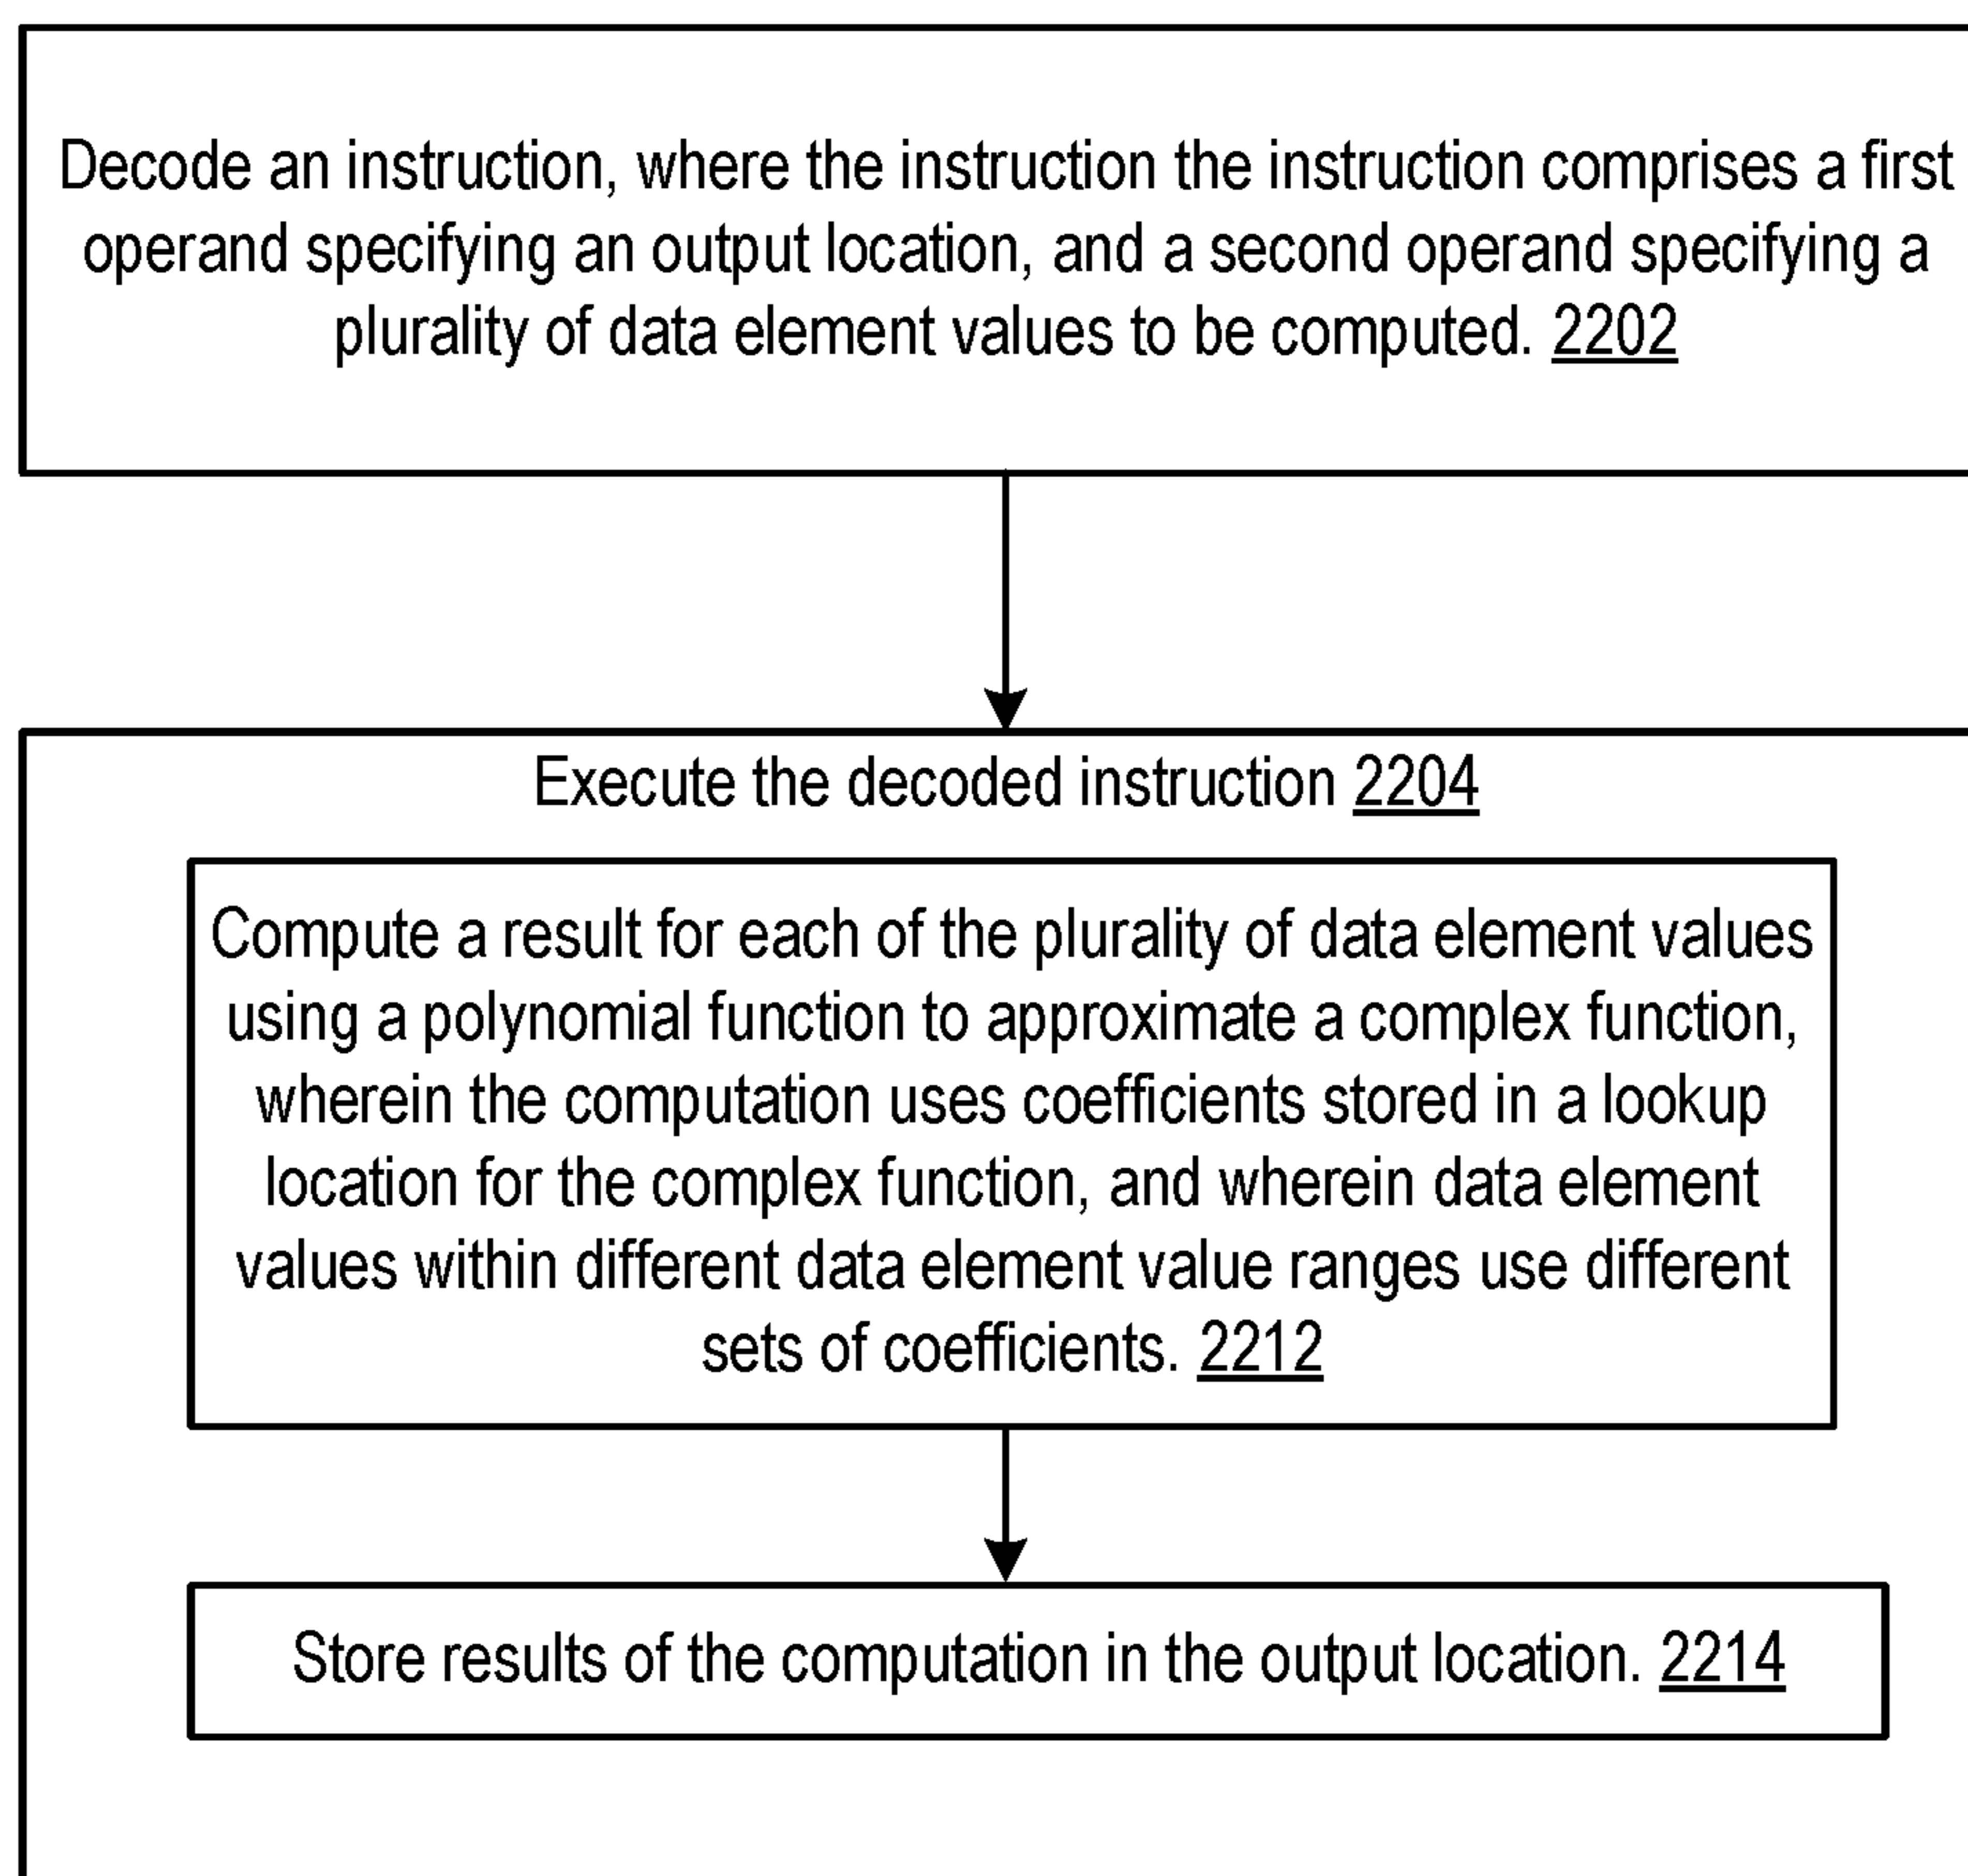 Decode an instruction, where the instruction the instruction comprises a first
operand specifying an output location, and a second operand specifying a
plurality of data element values to be computed. 2202
Execute the decoded instruction 2204
Compute a result for each of the plurality of data element values
using a polynomial function to approximate a complex function,
wherein the computation uses coefficients stored in a lookup
location for the complex function, and wherein data element
values within different data element value ranges use different
sets of coefficients. 2212
Store results of the computation in the output location. 2214